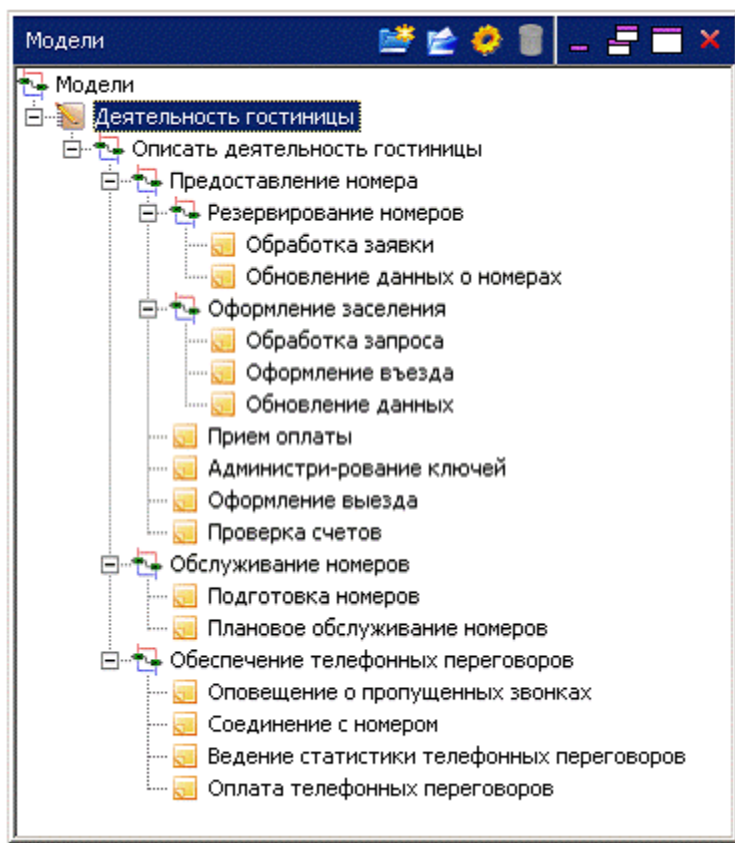 Модели
Модели
Деятельность гостиницы
Описать деятельность гостиницы
Предоставление номера
Резервирование номеров
Обработка заявки
Обновление данных о номерах
Оформление заселения
Обработка запроса
Оформление въезда
Обновление данных
Прием оплаты
Администри-рование ключей
Оформление выезда
Проверка счетов
Обслуживание номеров
Подготовка номеров
Плановое обслуживание номеров
Обеспечение телефонных переговоров
Оповещение о пропущенных звонках
Соединение с номером
Ведение статистики телефонных переговоров
Оплата телефонных переговоров